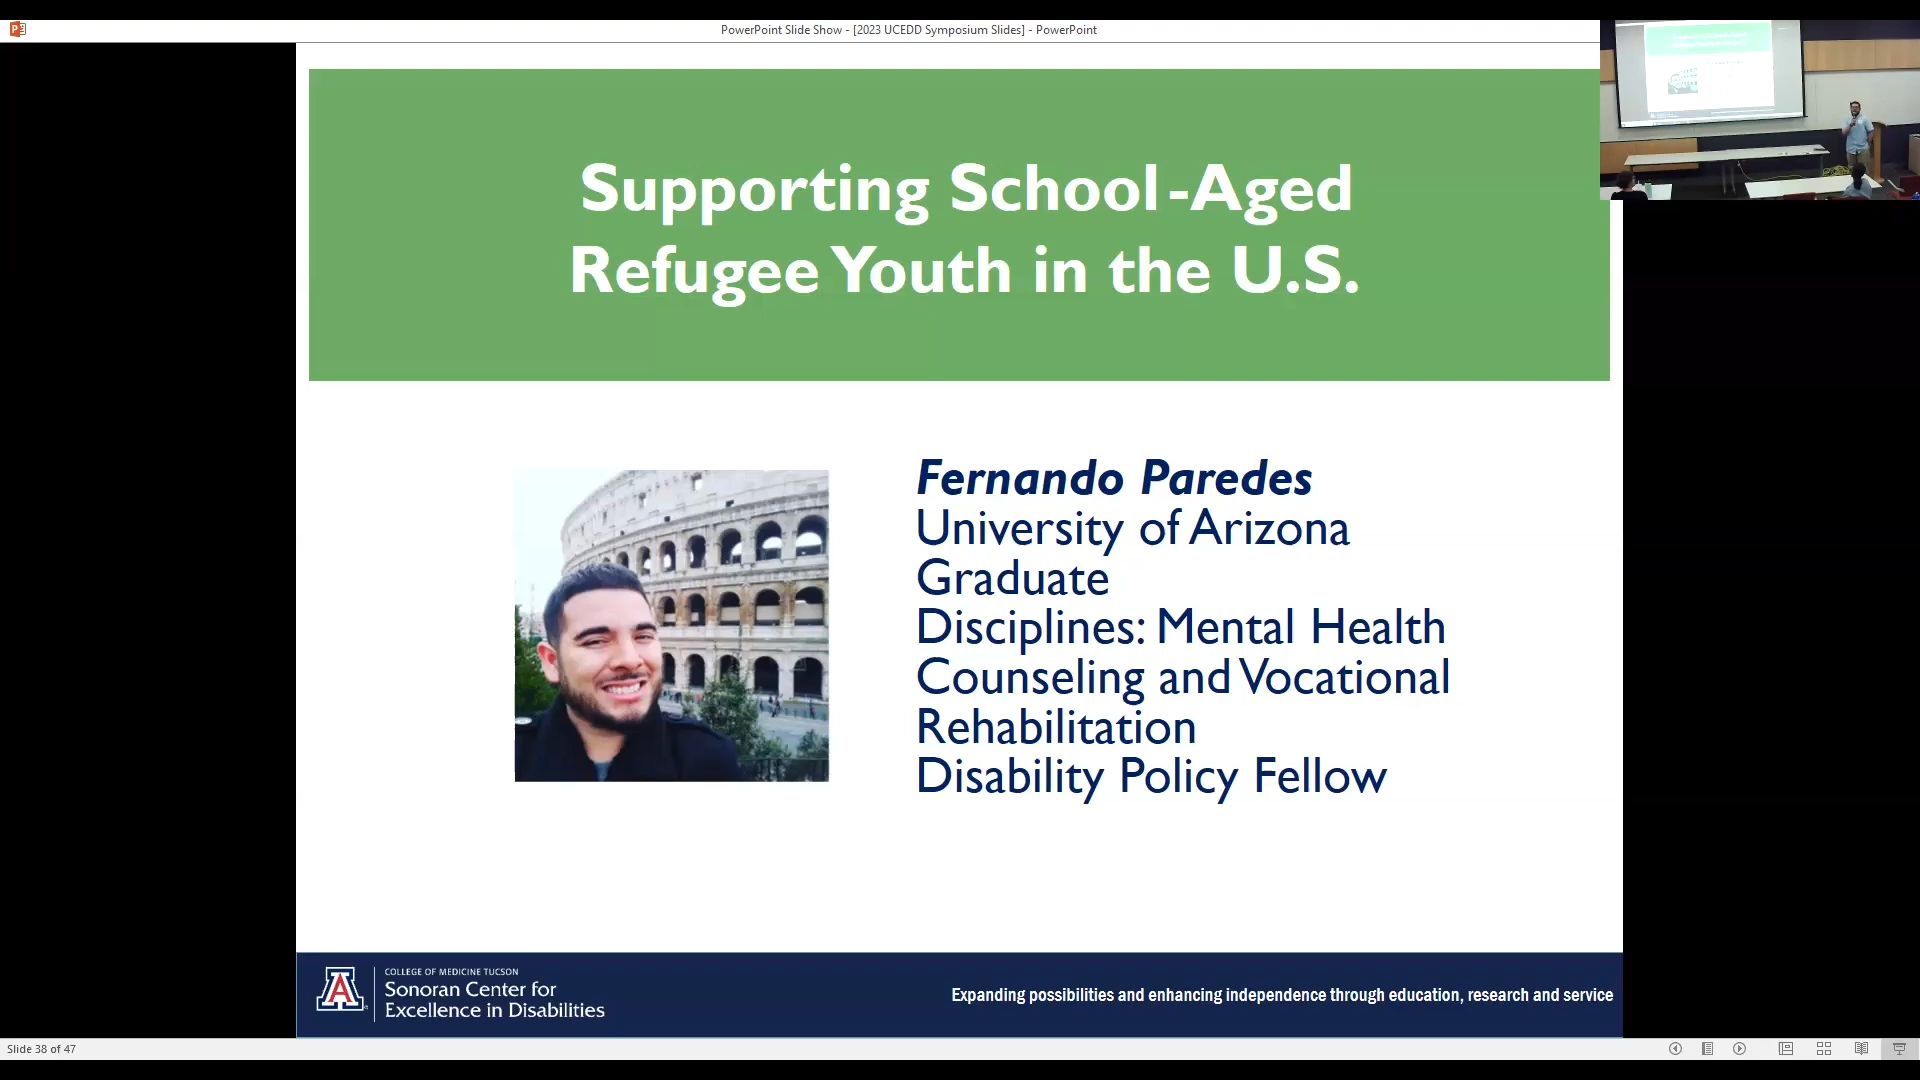 PowerPoint Slide Show - [2023 UCEDD Symposium Slides] - PowerPoint
Supporting School-Aged
Refugee Youth in the U.S.
Fernando Paredes
University of Arizona
Graduate
Disciplines: Mental Health
Counseling and Vocational
Rehabilitation
Disability Policy Fellow
A
COLLEGE OF MEDICINE TUCSON
Sonoran Center for
Excellence in Disabilities
Expanding possibilities and enhancing independence through education, research and service
Slide 38 of 47